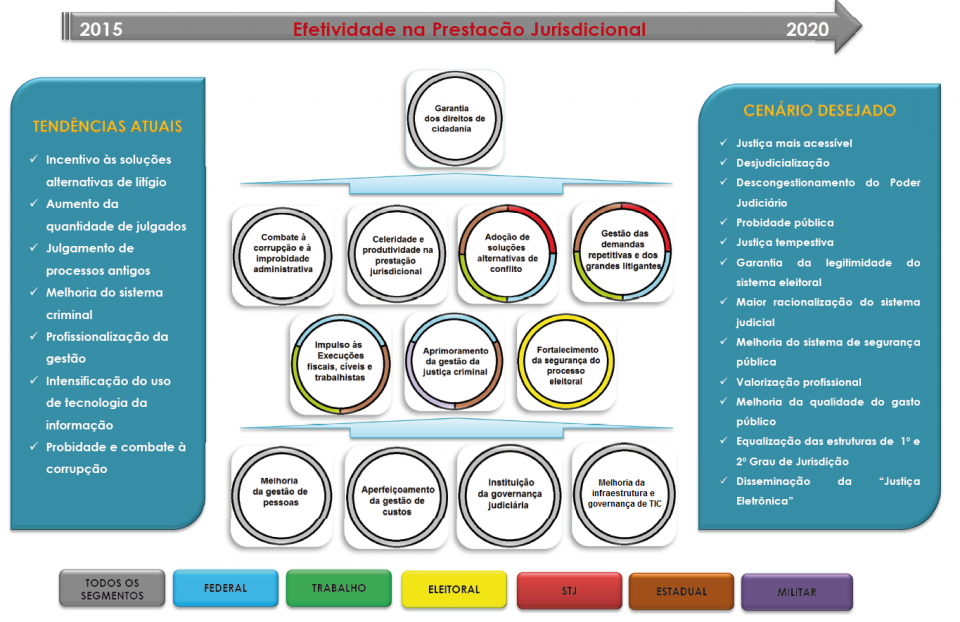 2015
Efetividade na Prestacão Jurisdicional
2020
TENDÊNCIAS ATUAIS
✓ Incentivo às soluções
alternativas de litígio
✓ Aumento da
quantidade de julgados
✓ Julgamento de
processos antigos
✓ Melhoria do sistema
criminal
✓ Profissionalização da
gestão
✓ Intensificação do uso
de tecnologia da
informação
✓ Probidade e combate à
corrupção
Garantia
dos direitos de
cidadania
Combate à
corrupção e à
improbidade
administrativa
Celeridade e
produtividade na
prestação
jurisdicional
Adoção de
soluções
alternativas de
conflito
Gestão das
demandas
repetitivas e dos
grandes litigantes
Impulso às
Execuções
fiscais, cíveis e
trabalhistas
Aprimoramento
da gestão da
justiça criminal
Fortalecimento
da segurança do
processo
eleitoral
Melhoria
da gestão de
pessoas
Aperfeiçoamento
da gestão de
custos
Instituição
da governança
judiciária
Melhoria da
infraestrutura e
governança de TIC
CENÁRIO DESEJADO
✓ Justiça mais acessível
✓ Desjudicialização
✓ Descongestionamento do Poder
Judiciário
✓ Probidade pública
✓ Justiça tempestiva
✓ Garantia da legitimidade do
sistema eleitoral
✓ Maior racionalização do sistema
judicial
✓ Melhoria do sistema de segurança
pública
✓ Valorização profissional
✓ Melhoria da qualidade do gasto
público
✓ Equalização das estruturas de 1º e
2º Grau de Jurisdição
✓ Disseminação da “Justiça
Eletrônica”
TODOS OS
SEGMENTOS
FEDERAL
TRABALHO
ELEITORAL
STJ
ESTADUAL
MILITAR